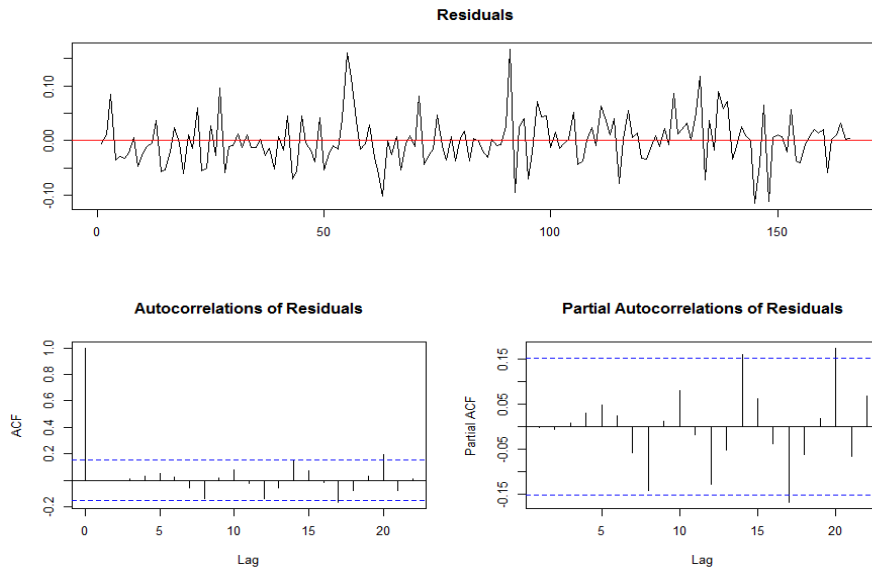 Residuals
0.10
0.00
-0.10
0 50 100 150
Autocorrelations of Residuals
ACF
1.0
0.8
0.6
0.4
0.2
-0.2
0 5 10 15 20
Lag
Partial Autocorrelations of Residuals
Partial ACF
0.15
0.05
-0.05
-0.15
5 10 15 20
Lag